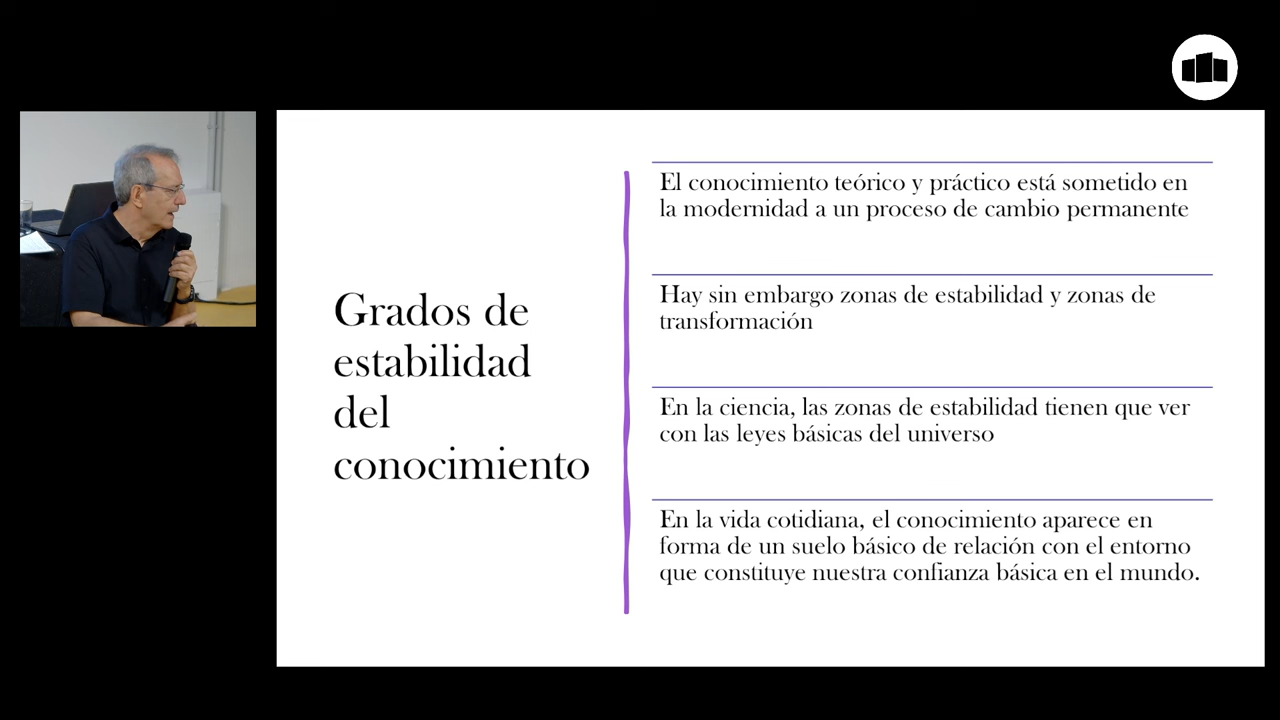 Grados de
estabilidad
del
conocimiento
El conocimiento teórico y práctico está sometido en
la modernidad a un proceso de cambio permanente
Hay sin embargo zonas de estabilidad y zonas de
transformación
En la ciencia, las zonas de estabilidad tienen que ver
con las leyes básicas del universo
En la vida cotidiana, el conocimiento aparece en
forma de un suelo básico de relación con el entorno
que constituye nuestra confianza básica en el mundo.